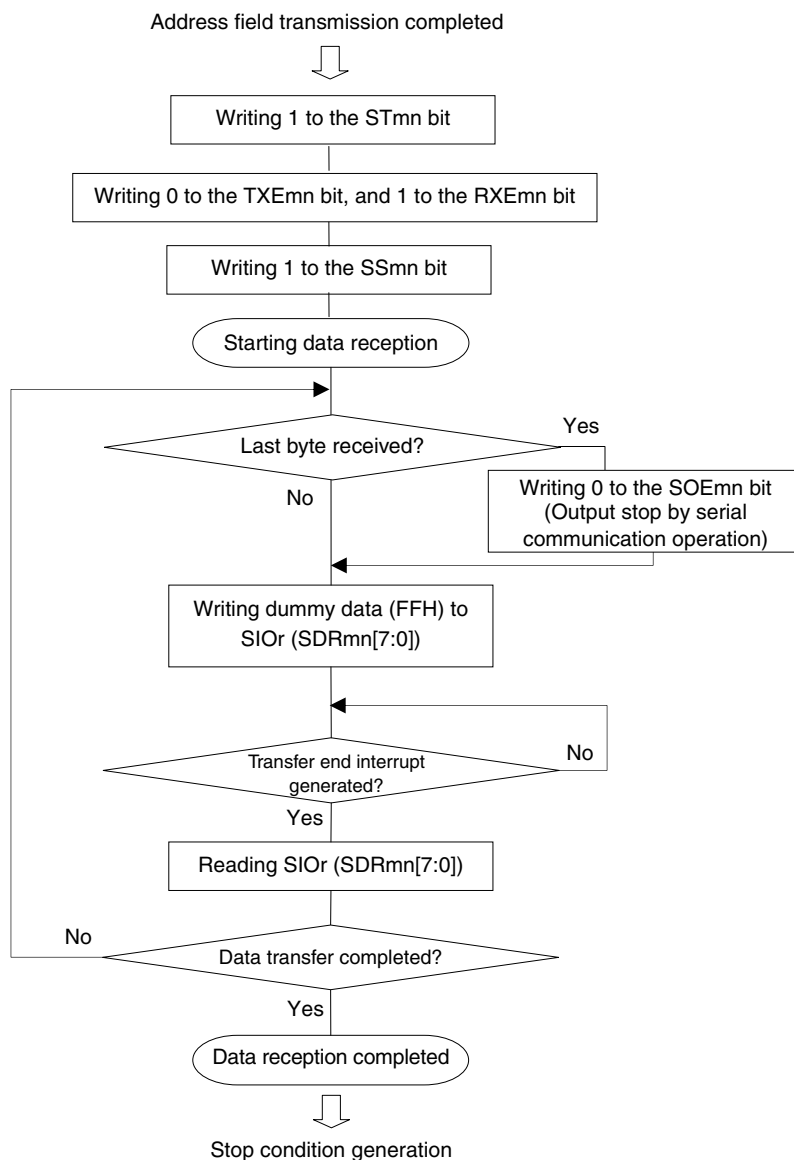 Address field transmission completed
Writing 1 to the STmn bit
Writing 0 to the TXEmn bit, and 1 to the RXEmn bit
Writing 1 to the SSmn bit
Starting data reception
Last byte received?
Yes
No
Writing 0 to the SOEmn bit
(Output stop by serial
communication operation)
Writing dummy data (FFH) to
SIOr (SDRmn[7:0])
Transfer end interrupt
generated?
No
Yes
Reading SIOr (SDRmn[7:0])
No
Data transfer completed?
Yes
Data reception completed
Stop condition generation